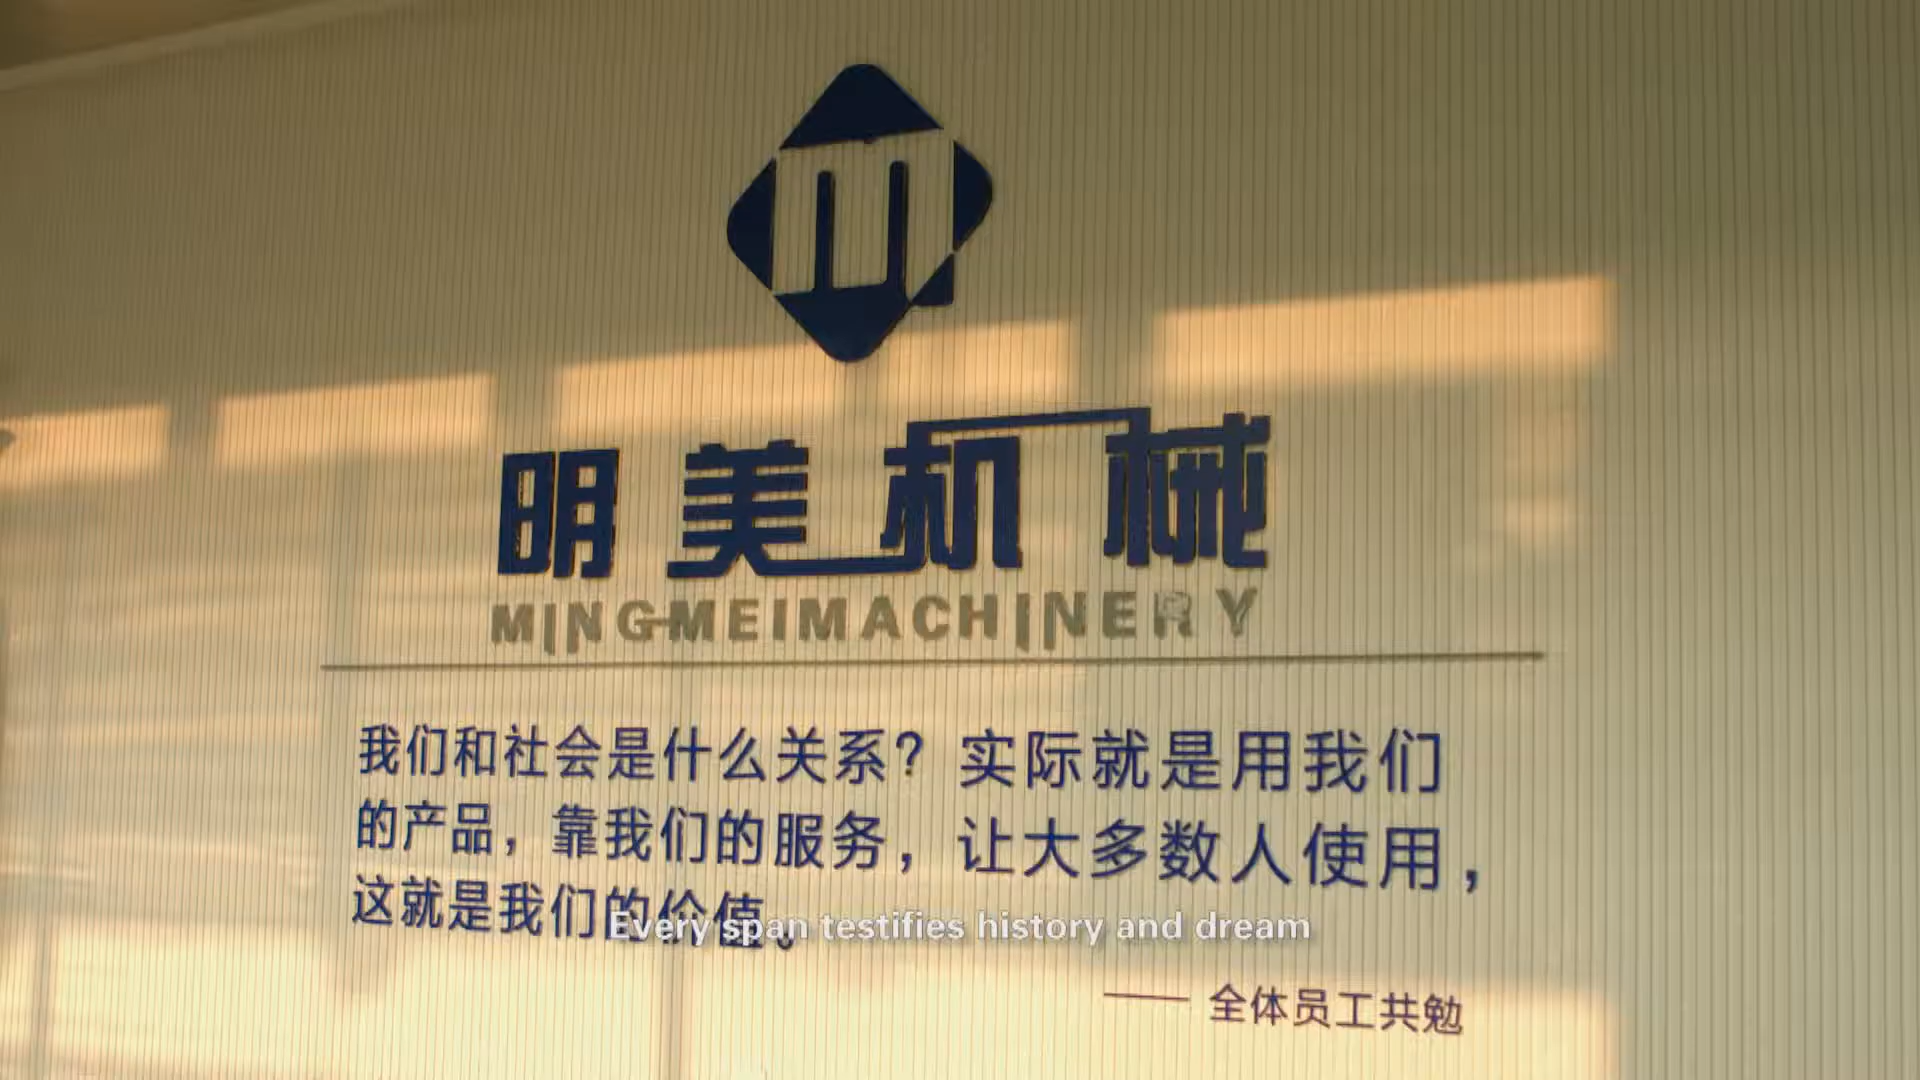 明美机械
MINGMEIMACHINERY
我们和社会是什么关系？实际就是用我们
的产品，靠我们的服务，让大多数人使用，
这就是我们的价值。
Every span testifies history and dream
—— 全体员工共勉